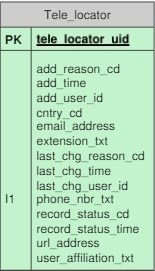 Tele_locator
PK tele_locator_uid
add_reason_cd
add_time
add_user_id
cntry_cd
email_address
extension_txt
last_chg_reason_cd
last_chg_time
last_chg_user_id
I1 phone_nbr_txt
record_status_cd
record_status_time
url_address
user_affiliation_txt